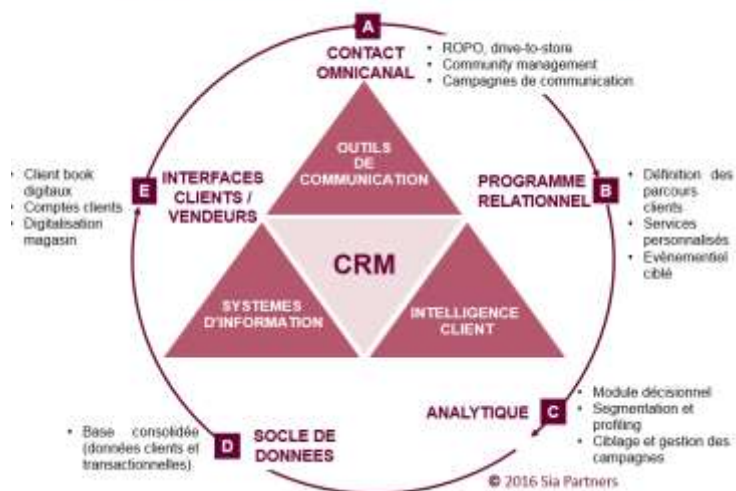 A
CONTACT
OMNICANAL
• ROPO, drive-to-store
• Community management
• Campagnes de communication
OUTILS
DE
COMMUNICATION
• Client book
digitaux
• Comptes clients
• Digitalisation
magasin
E
INTERFACES
CLIENTS /
VENDEURS
PROGRAMME
RELATIONNEL
B
• Définition des
parcours
clients
• Services
personnalisés
• Evènementiel
ciblé
CRM
SYSTEMES
D'INFORMATION
INTELLIGENCE
CLIENT
ANALYTIQUE
C
• Module décisionnel
• Segmentation et
profiling
• Ciblage et gestion des
campagnes
• Base consolidée
(données clients et
transactionnelles)
D
SOCLE DE
DONNEES
© 2016 Sia Partners